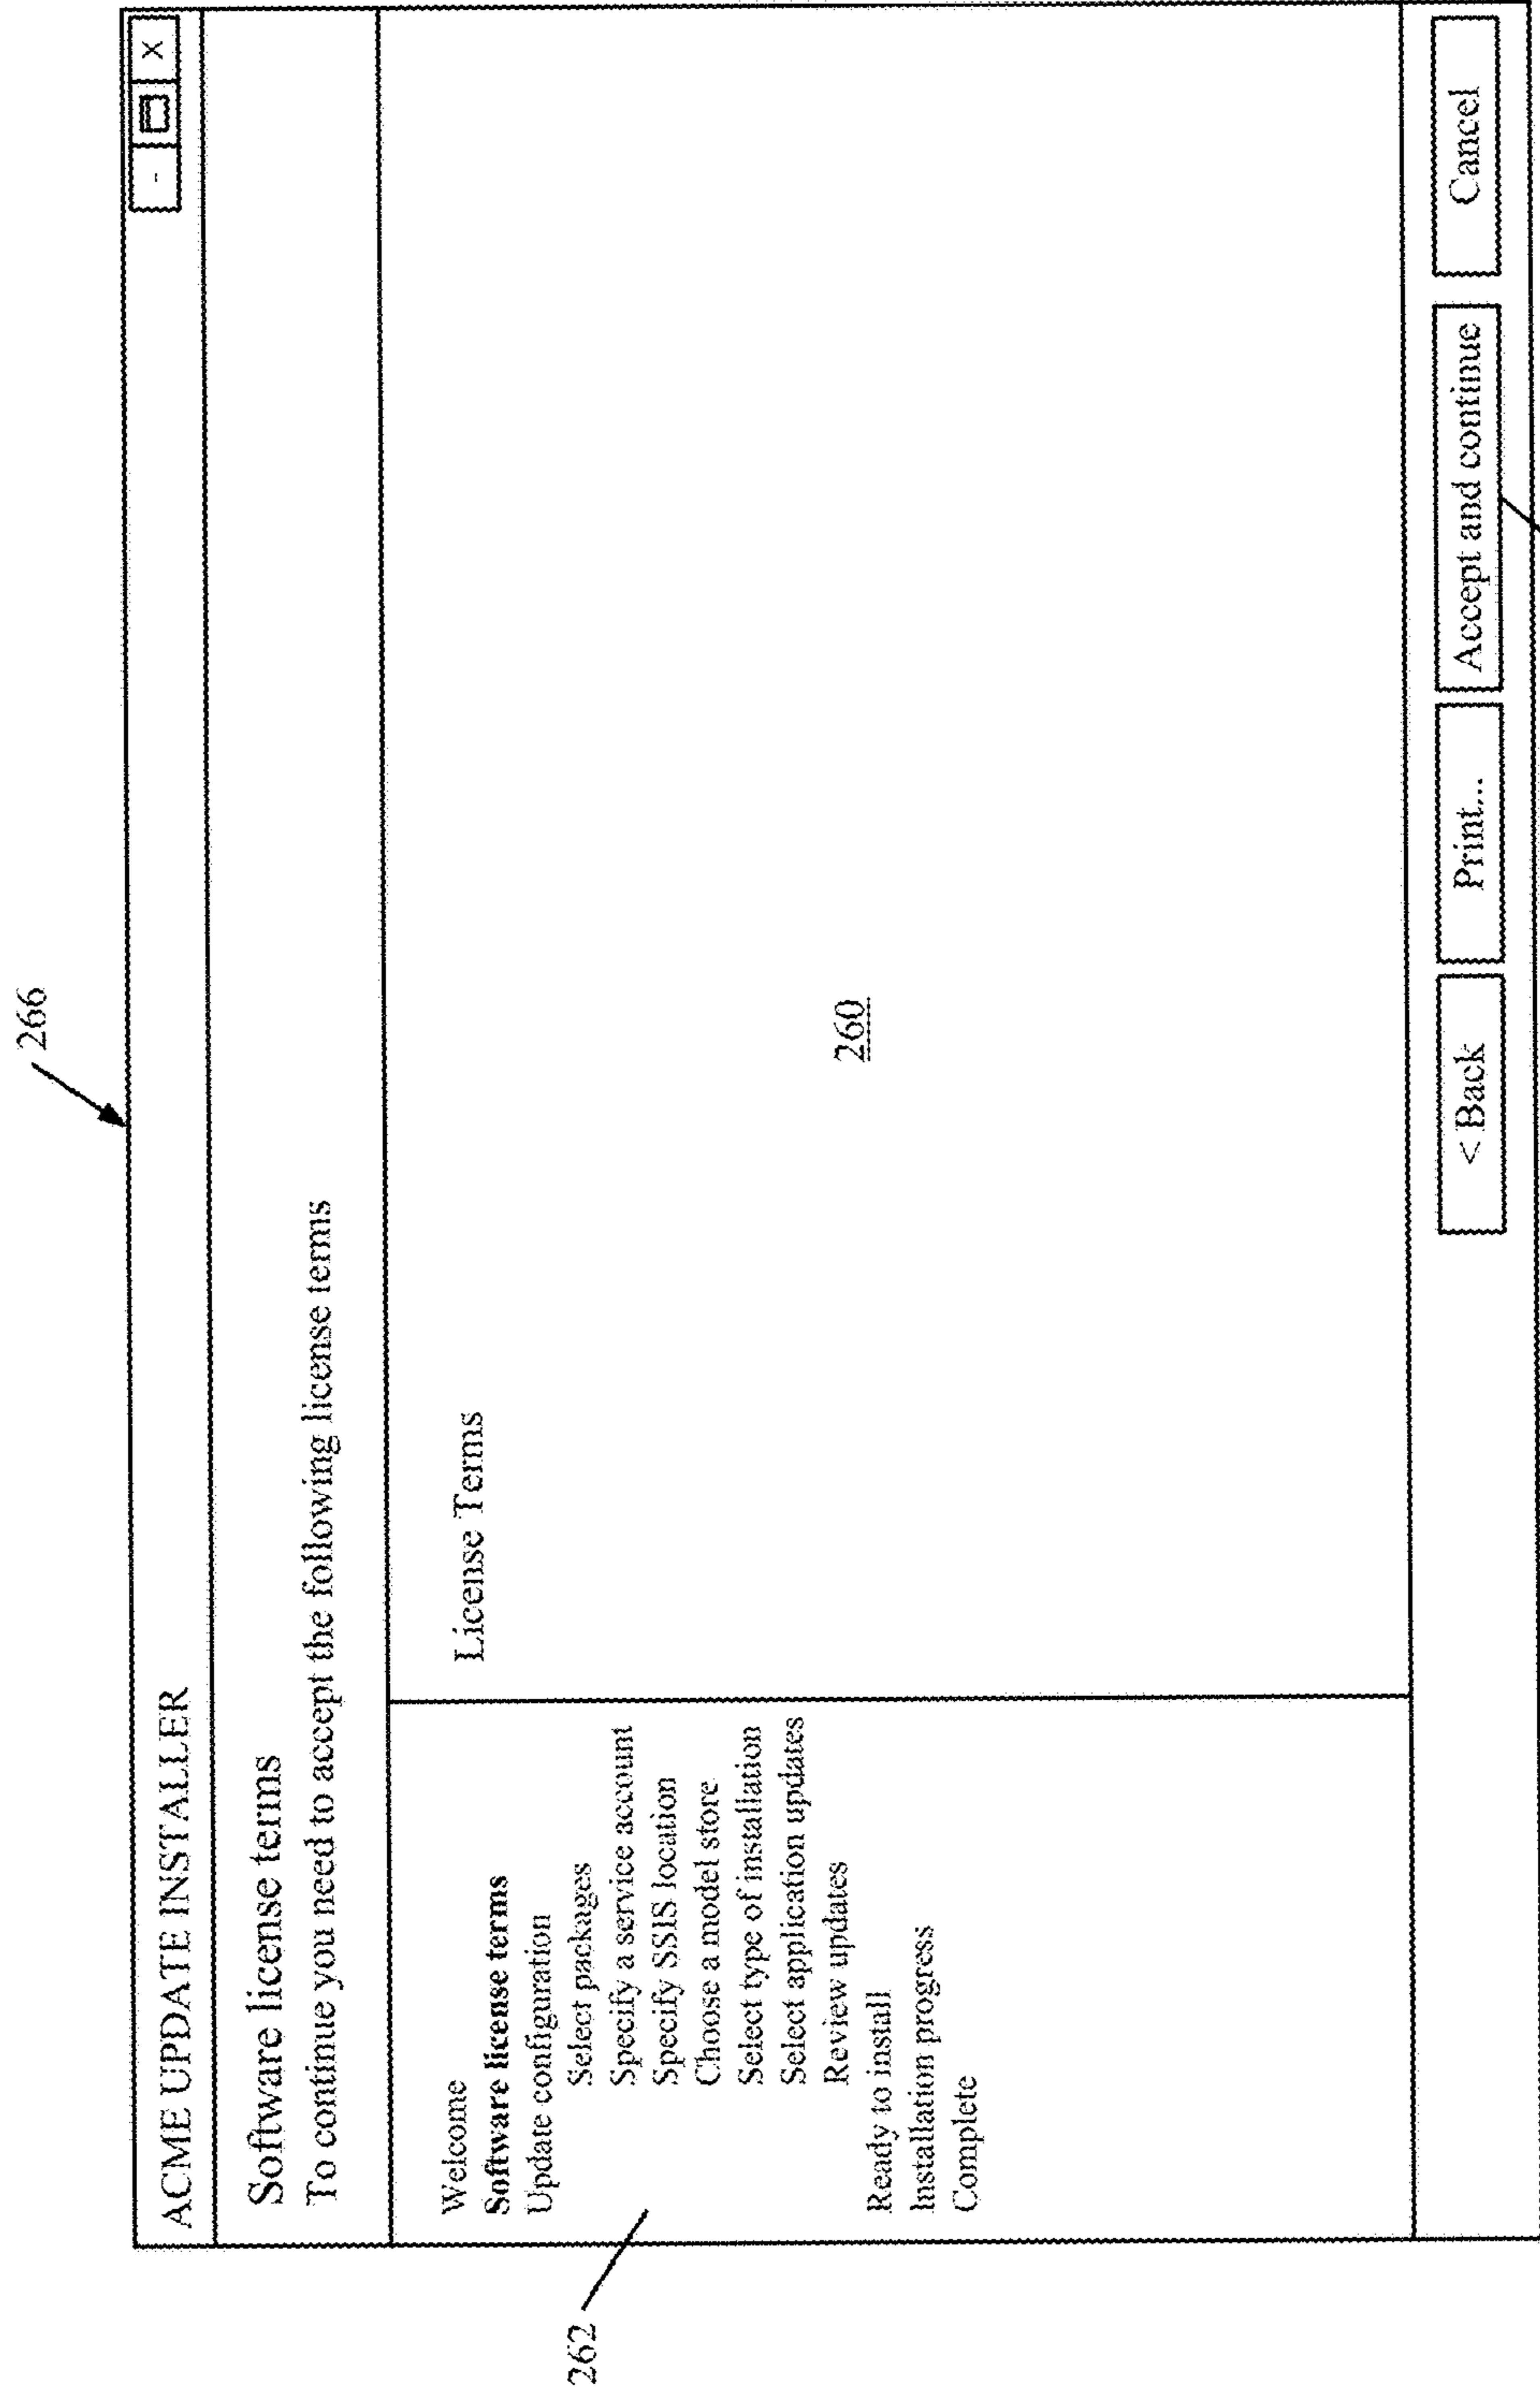 266
ACME UPDATE INSTALLER
- X
Software license terms
To continue you need to accept the following license terms
Welcome
Software license terms
Update configuration
Select packages
Specify a service account
Specify SSIS location
Choose a model store
Select type of installation
Select application updates
Review updates
Ready to install
Installation progress
Complete
262
License Terms
260
< Back
Print...
Accept and continue
Cancel